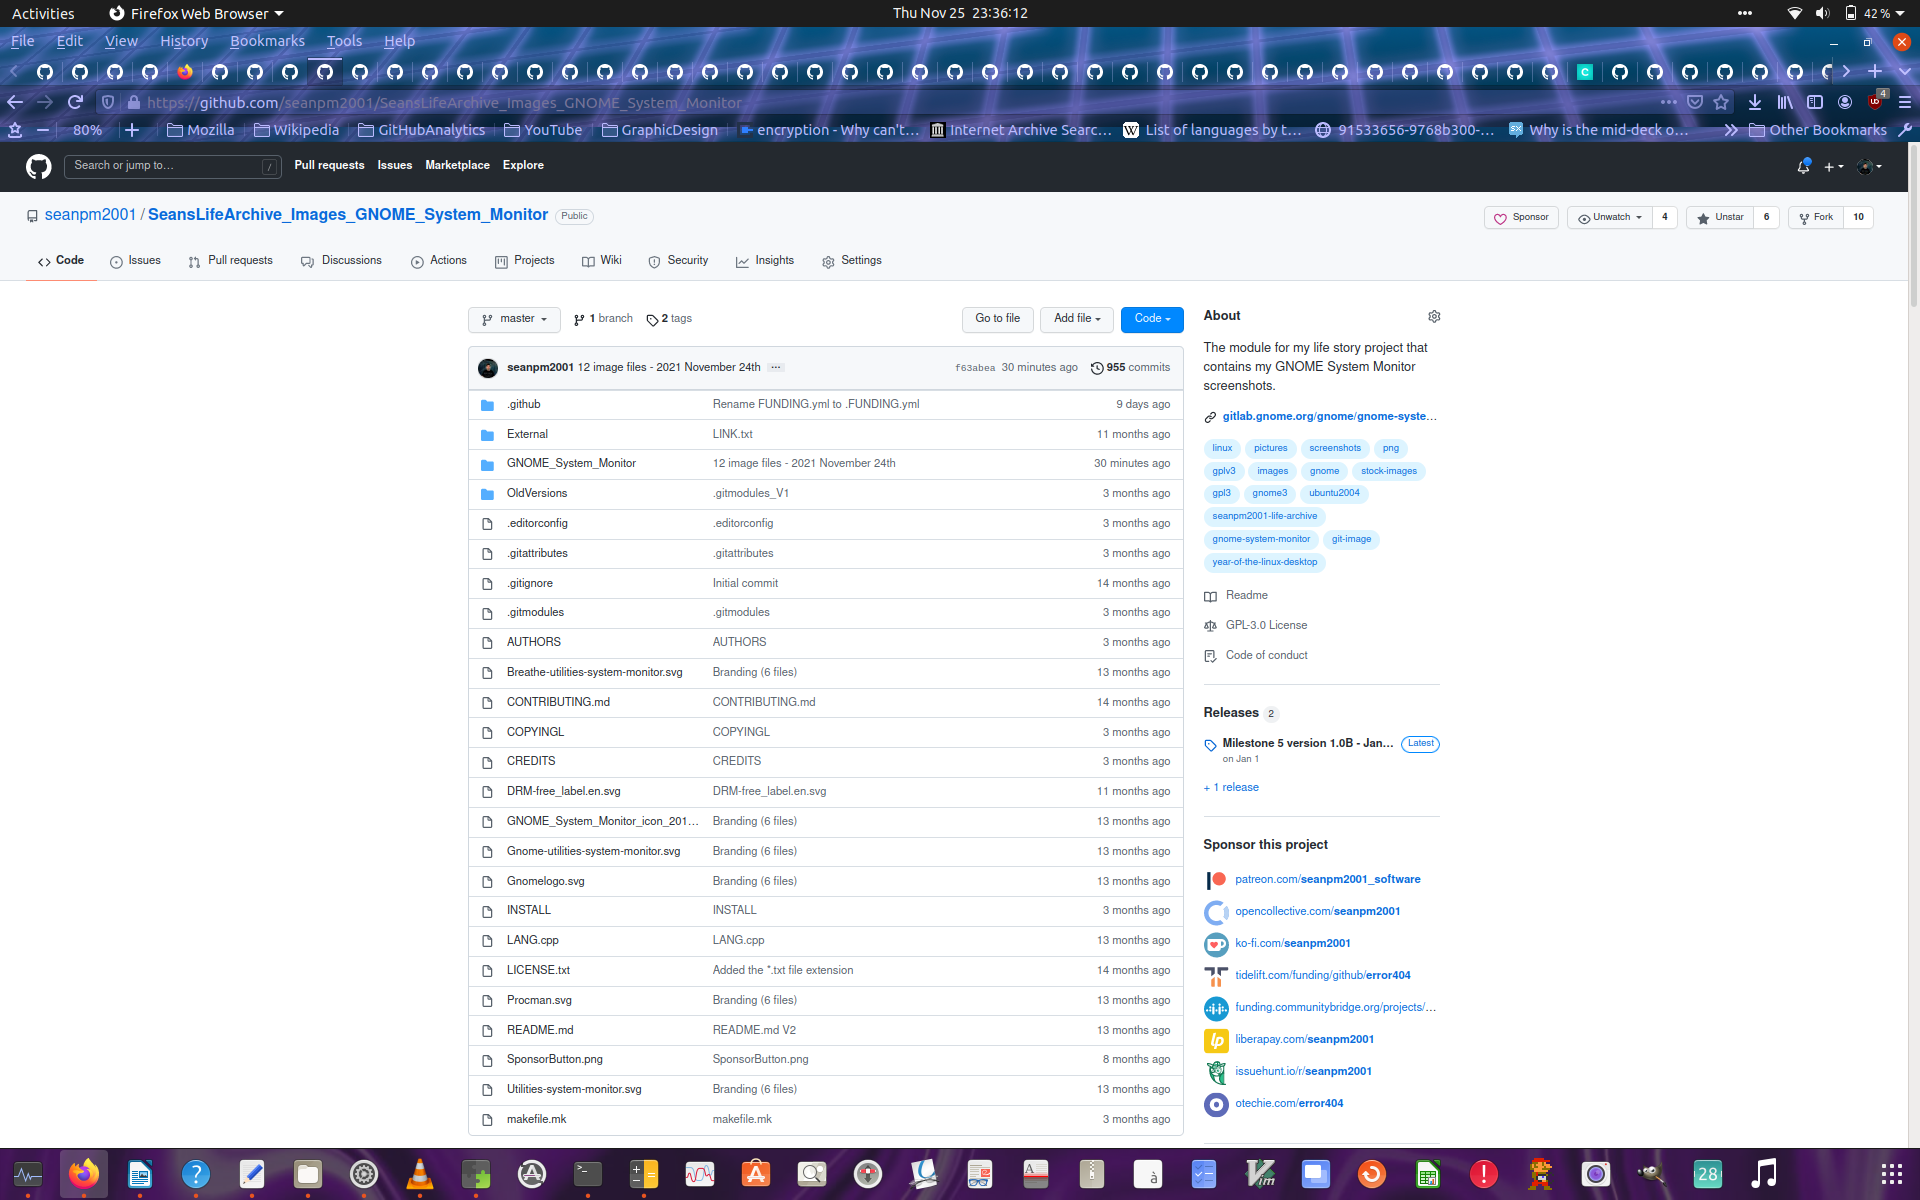 Activities Firefox Web Browser Thu Nov 25 23:36:12 42 %
File Edit View History Bookmarks Tools Help
https://github.com/seanpm2001/SeansLifeArchive_Images_GNOME_System_Monitor 4
80% Mozilla Wikipedia GitHubAnalytics YouTube GraphicDesign encryption - Why can't… Internet Archive Searc… List of languages by t… 91533656-9768b300-… Why is the mid-deck o… Other Bookmarks
Search or jump to… / Pull requests Issues Marketplace Explore
seanpm2001 / SeansLifeArchive_Images_GNOME_System_Monitor Public
Sponsor Unwatch 4 Unstar 6 Fork 10
Code Issues Pull requests Discussions Actions Projects Wiki Security Insights Settings
master 1 branch 2 tags Go to file Add file Code
seanpm2001 12 image files - 2021 November 24th … f63abea 30 minutes ago 955 commits
.github Rename FUNDING.yml to .FUNDING.yml 9 days ago
External LINK.txt 11 months ago
GNOME_System_Monitor 12 image files - 2021 November 24th 30 minutes ago
OldVersions .gitmodules_V1 3 months ago
.editorconfig .editorconfig 3 months ago
.gitattributes .gitattributes 3 months ago
.gitignore Initial commit 14 months ago
.gitmodules .gitmodules 3 months ago
AUTHORS AUTHORS 3 months ago
Breathe-utilities-system-monitor.svg Branding (6 files) 13 months ago
CONTRIBUTING.md CONTRIBUTING.md 14 months ago
COPYINGL COPYINGL 3 months ago
CREDITS CREDITS 3 months ago
DRM-free_label.en.svg DRM-free_label.en.svg 11 months ago
GNOME_System_Monitor_icon_201… Branding (6 files) 13 months ago
Gnome-utilities-system-monitor.svg Branding (6 files) 13 months ago
Gnomelogo.svg Branding (6 files) 13 months ago
INSTALL INSTALL 3 months ago
LANG.cpp LANG.cpp 13 months ago
LICENSE.txt Added the *.txt file extension 14 months ago
Procman.svg Branding (6 files) 13 months ago
README.md README.md V2 13 months ago
SponsorButton.png SponsorButton.png 8 months ago
Utilities-system-monitor.svg Branding (6 files) 13 months ago
makefile.mk makefile.mk 3 months ago
About
The module for my life story project that
contains my GNOME System Monitor
screenshots.
gitlab.gnome.org/gnome/gnome-syste…
linux pictures screenshots png
gplv3 images gnome stock-images
gpl3 gnome3 ubuntu2004
seanpm2001-life-archive
gnome-system-monitor git-image
year-of-the-linux-desktop
Readme
GPL-3.0 License
Code of conduct
Releases 2
Milestone 5 version 1.0B - Jan… Latest
on Jan 1
+ 1 release
Sponsor this project
patreon.com/seanpm2001_software
opencollective.com/seanpm2001
ko-fi.com/seanpm2001
tidelift.com/funding/github/error404
funding.communitybridge.org/projects/…
liberapay.com/seanpm2001
issuehunt.io/r/seanpm2001
otechie.com/error404
28